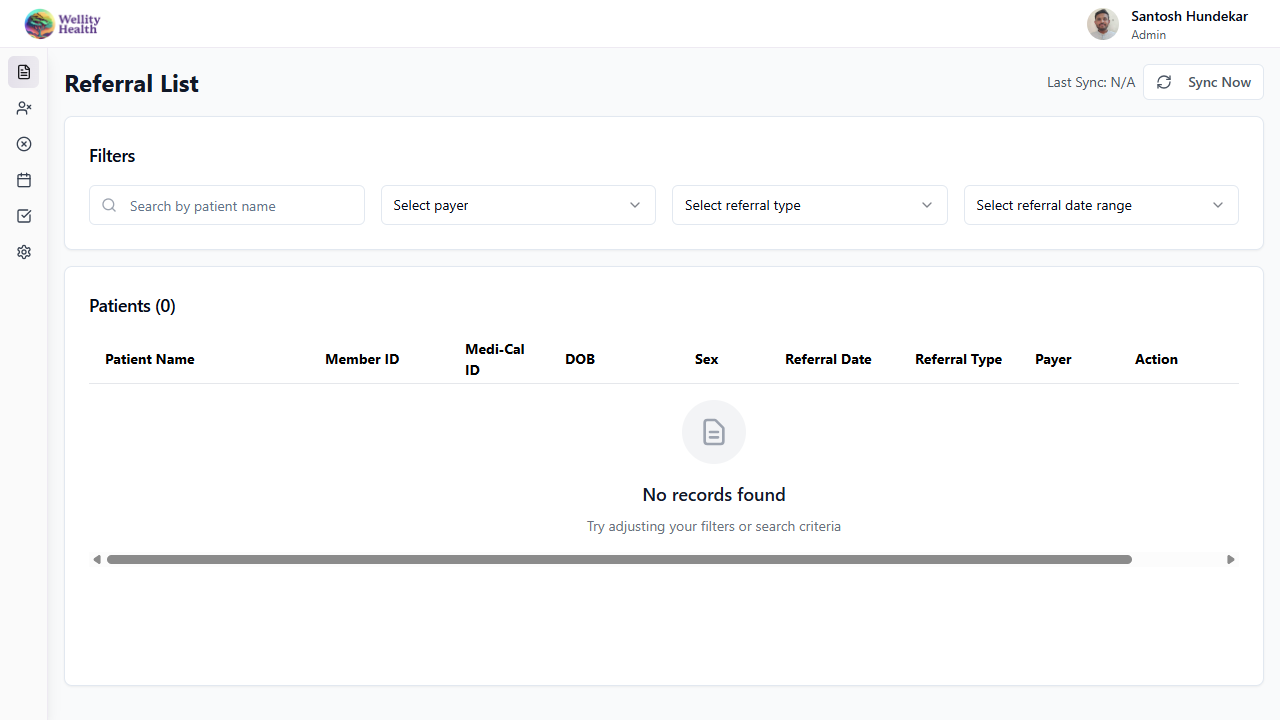 Wellity
Health
Santosh Hundekar
Admin
Referral List
Last Sync: N/A
Sync Now
Filters
Search by patient name
Select payer
Select referral type
Select referral date range
Patients (0)
Patient Name
Member ID
Medi-Cal
ID
DOB
Sex
Referral Date
Referral Type
Payer
Action
No records found
Try adjusting your filters or search criteria